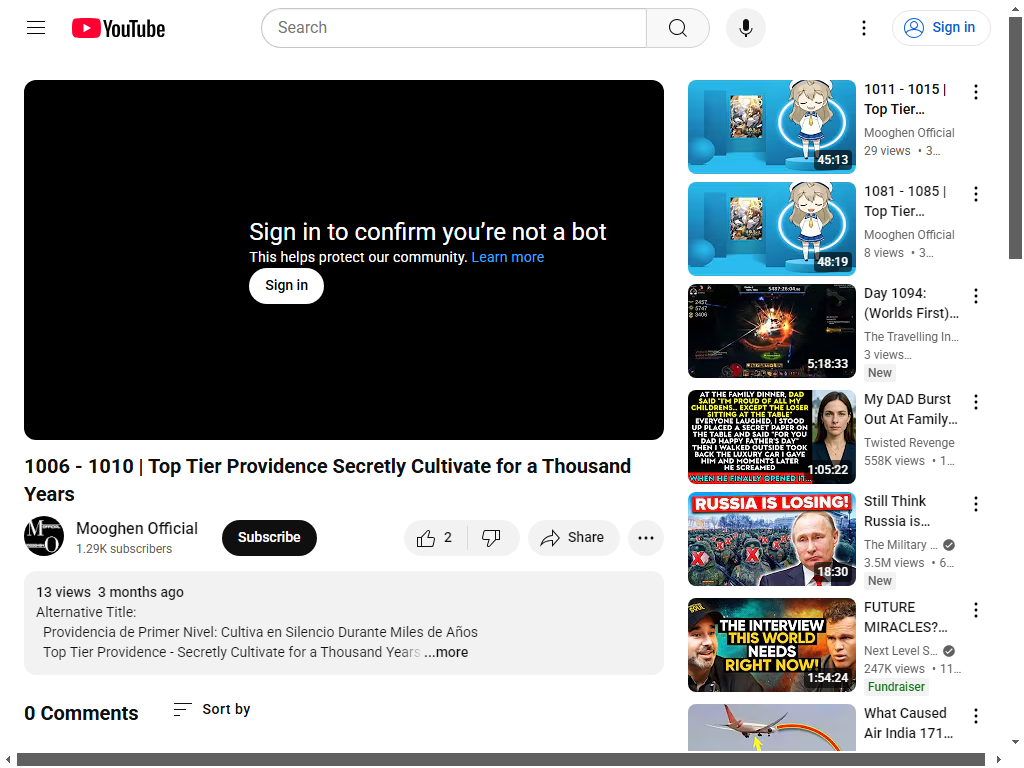 YouTube
Search
Sign in
Sign in to confirm you're not a bot
This helps protect our community. Learn more
Sign in
1006 - 1010 | Top Tier Providence Secretly Cultivate for a Thousand
Years
Mooghen Official
1.29K subscribers
Subscribe
2
Share
13 views 3 months ago
Alternative Title:
Providencia de Primer Nivel: Cultiva en Silencio Durante Miles de Años
Top Tier Providence - Secretly Cultivate for a Thousand Years ...more
0 Comments
Sort by
45:13
1011 - 1015 |
Top Tier...
Mooghen Official
29 views • 3...
48:19
1081 - 1085 |
Top Tier...
Mooghen Official
8 views • 3...
5:18:33
Day 1094:
(Worlds First)...
The Travelling In...
3 views...
New
AT THE FAMILY DINNER, DAD
SAID "I'M PROUD OF ALL MY
CHILDRENS.. EXCEPT THE LOSER
SITTING AT THE TABLE"
EVERYONE LAUGHED, I STOOD
UP PLACED A SECRET PAPER ON
THE TABLE AND SAID "FOR YOU
DAD HAPPY FATHER'S DAY"
THEN I WALKED OUTSIDE TOOK
BACK THE LUXURY CAR I GAVE
HIM AND MOMENTS LATER
HE SCREAMED
WHEN HE FINALLY OPENED IT...
1:05:22
My DAD Burst
Out At Family...
Twisted Revenge
558K views • 1...
RUSSIA IS LOSING!
18:30
Still Think
Russia is...
The Military ...
3.5M views • 6...
New
SOUL
THE INTERVIEW
THIS WORLD
NEEDS
RIGHT NOW!
1:54:24
FUTURE
MIRACLES?...
Next Level S...
247K views • 11...
Fundraiser
What Caused
Air India 171...